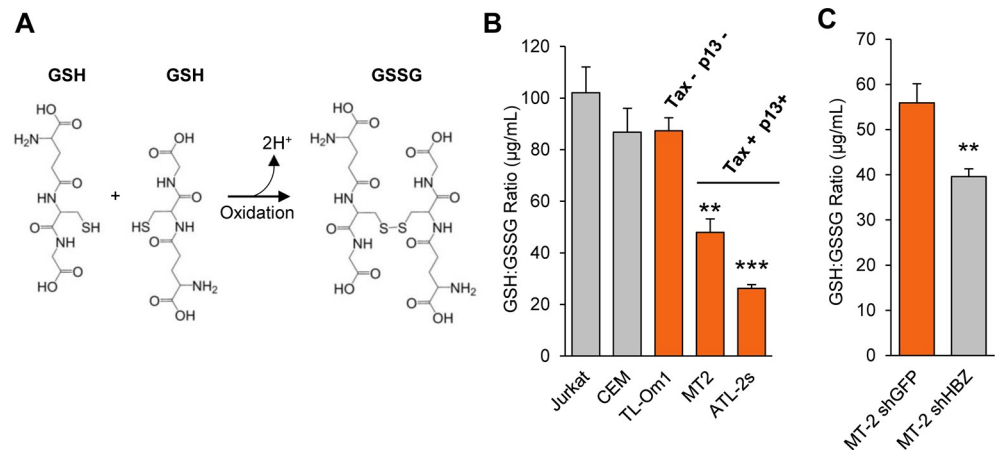 A
GSH
GSH
GSSG
HO
O
H₂N
O
HN
O
SH
NH
O
HO
+
OH
O
NH
O
HS
NH
O
NH₂
O
OH
2H⁺
Oxidation
HO
O
H₂N
O
HN
O
S-S
NH
O
HO
OH
O
NH
O
NH
O
NH₂
O
OH
B
GSH:GSSG Ratio (µg/mL)
120
100
80
60
40
20
0
Tax - p13 -
Tax + p13+
**
***
Jurkat
CEM
TL-Om1
MT2
ATL-2s
C
GSH:GSSG Ratio (µg/mL)
70
60
50
40
30
20
10
0
**
MT-2 shGFP
MT-2 shHBZ